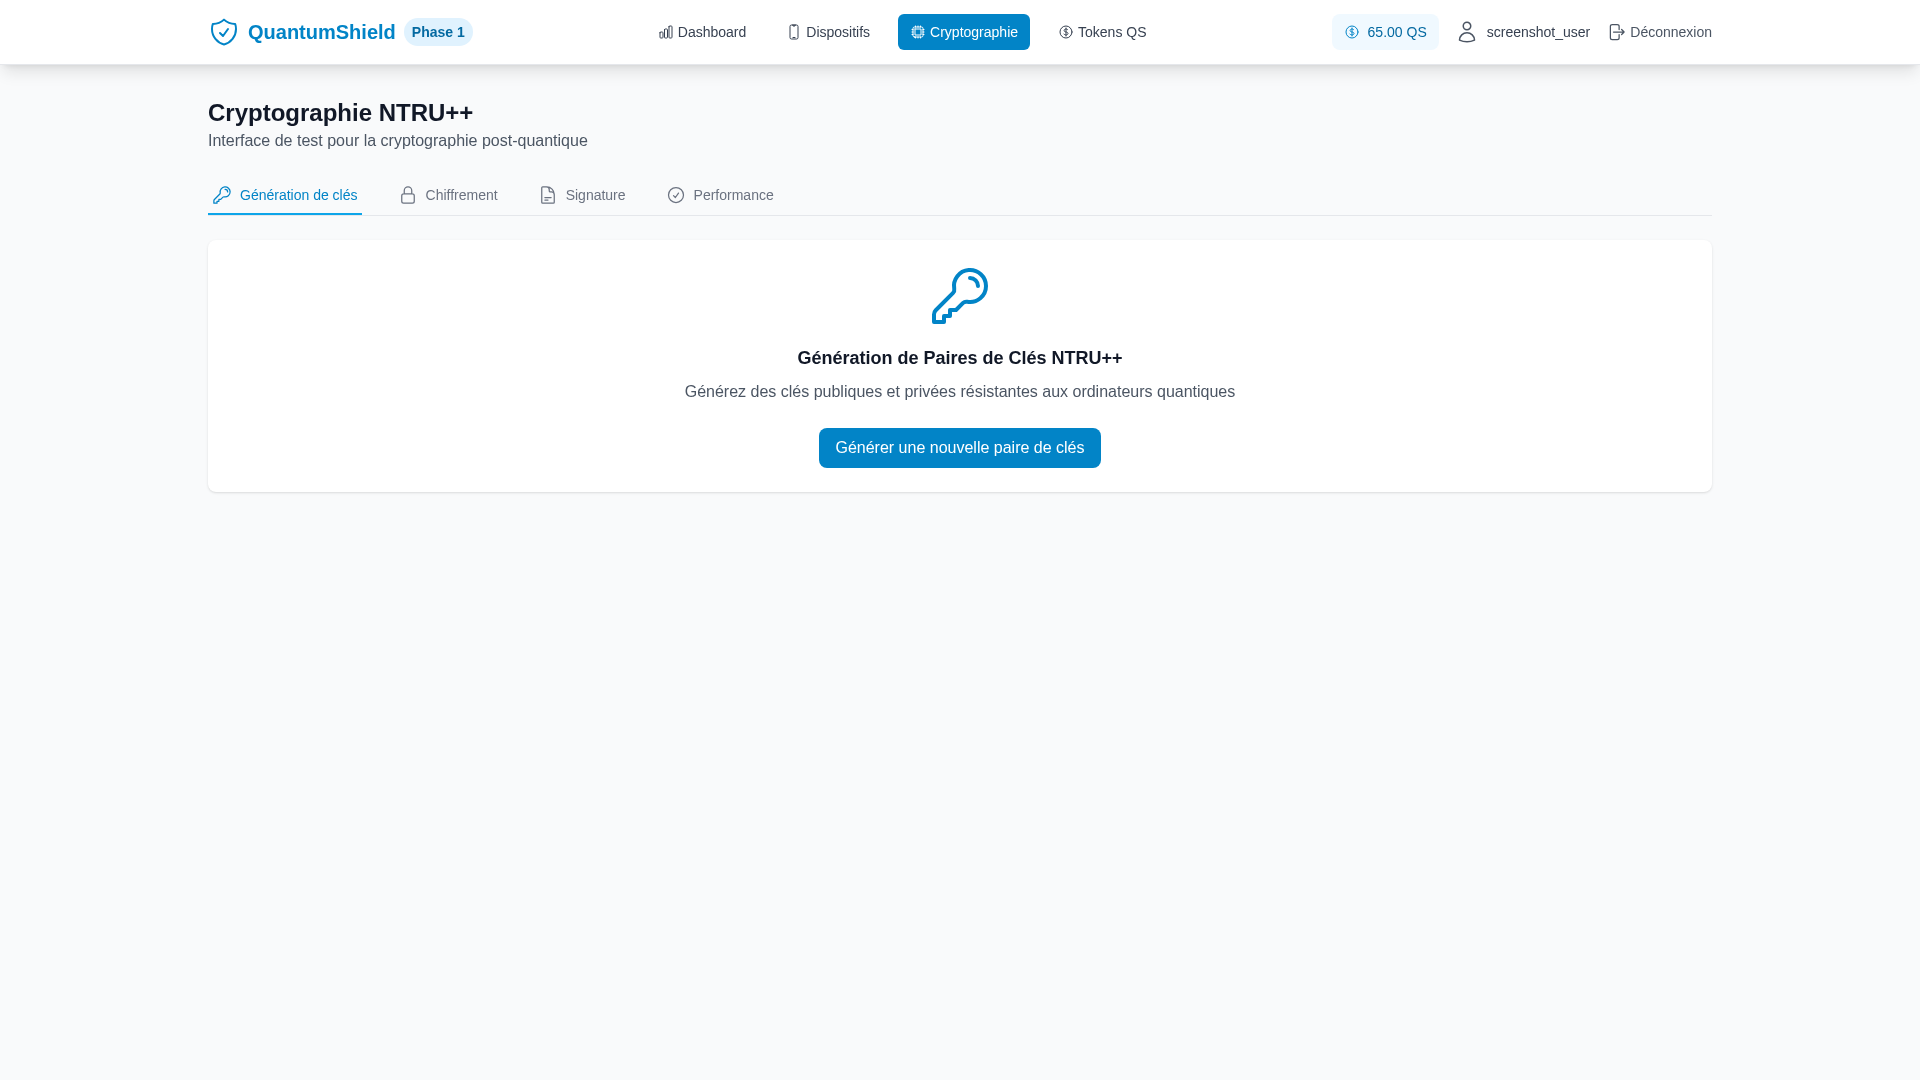 QuantumShield Phase 1 Dashboard Dispositifs Cryptographie Tokens QS 65.00 QS screenshot_user Déconnexion
Cryptographie NTRU++
Interface de test pour la cryptographie post-quantique
Génération de clés Chiffrement Signature Performance
Génération de Paires de Clés NTRU++
Générez des clés publiques et privées résistantes aux ordinateurs quantiques
Générer une nouvelle paire de clés